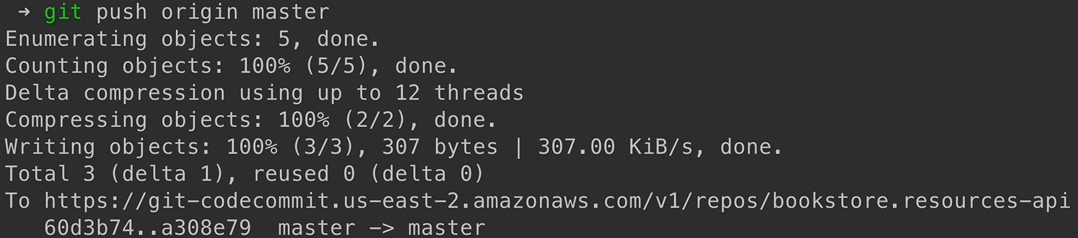 ➜ git push origin master
Enumerating objects: 5, done.
Counting objects: 100% (5/5), done.
Delta compression using up to 12 threads
Compressing objects: 100% (2/2), done.
Writing objects: 100% (3/3), 307 bytes | 307.00 KiB/s, done.
Total 3 (delta 1), reused 0 (delta 0)
To https://git-codecommit.us-east-2.amazonaws.com/v1/repos/bookstore.resources-api
60d3b74..a308e79  master -> master